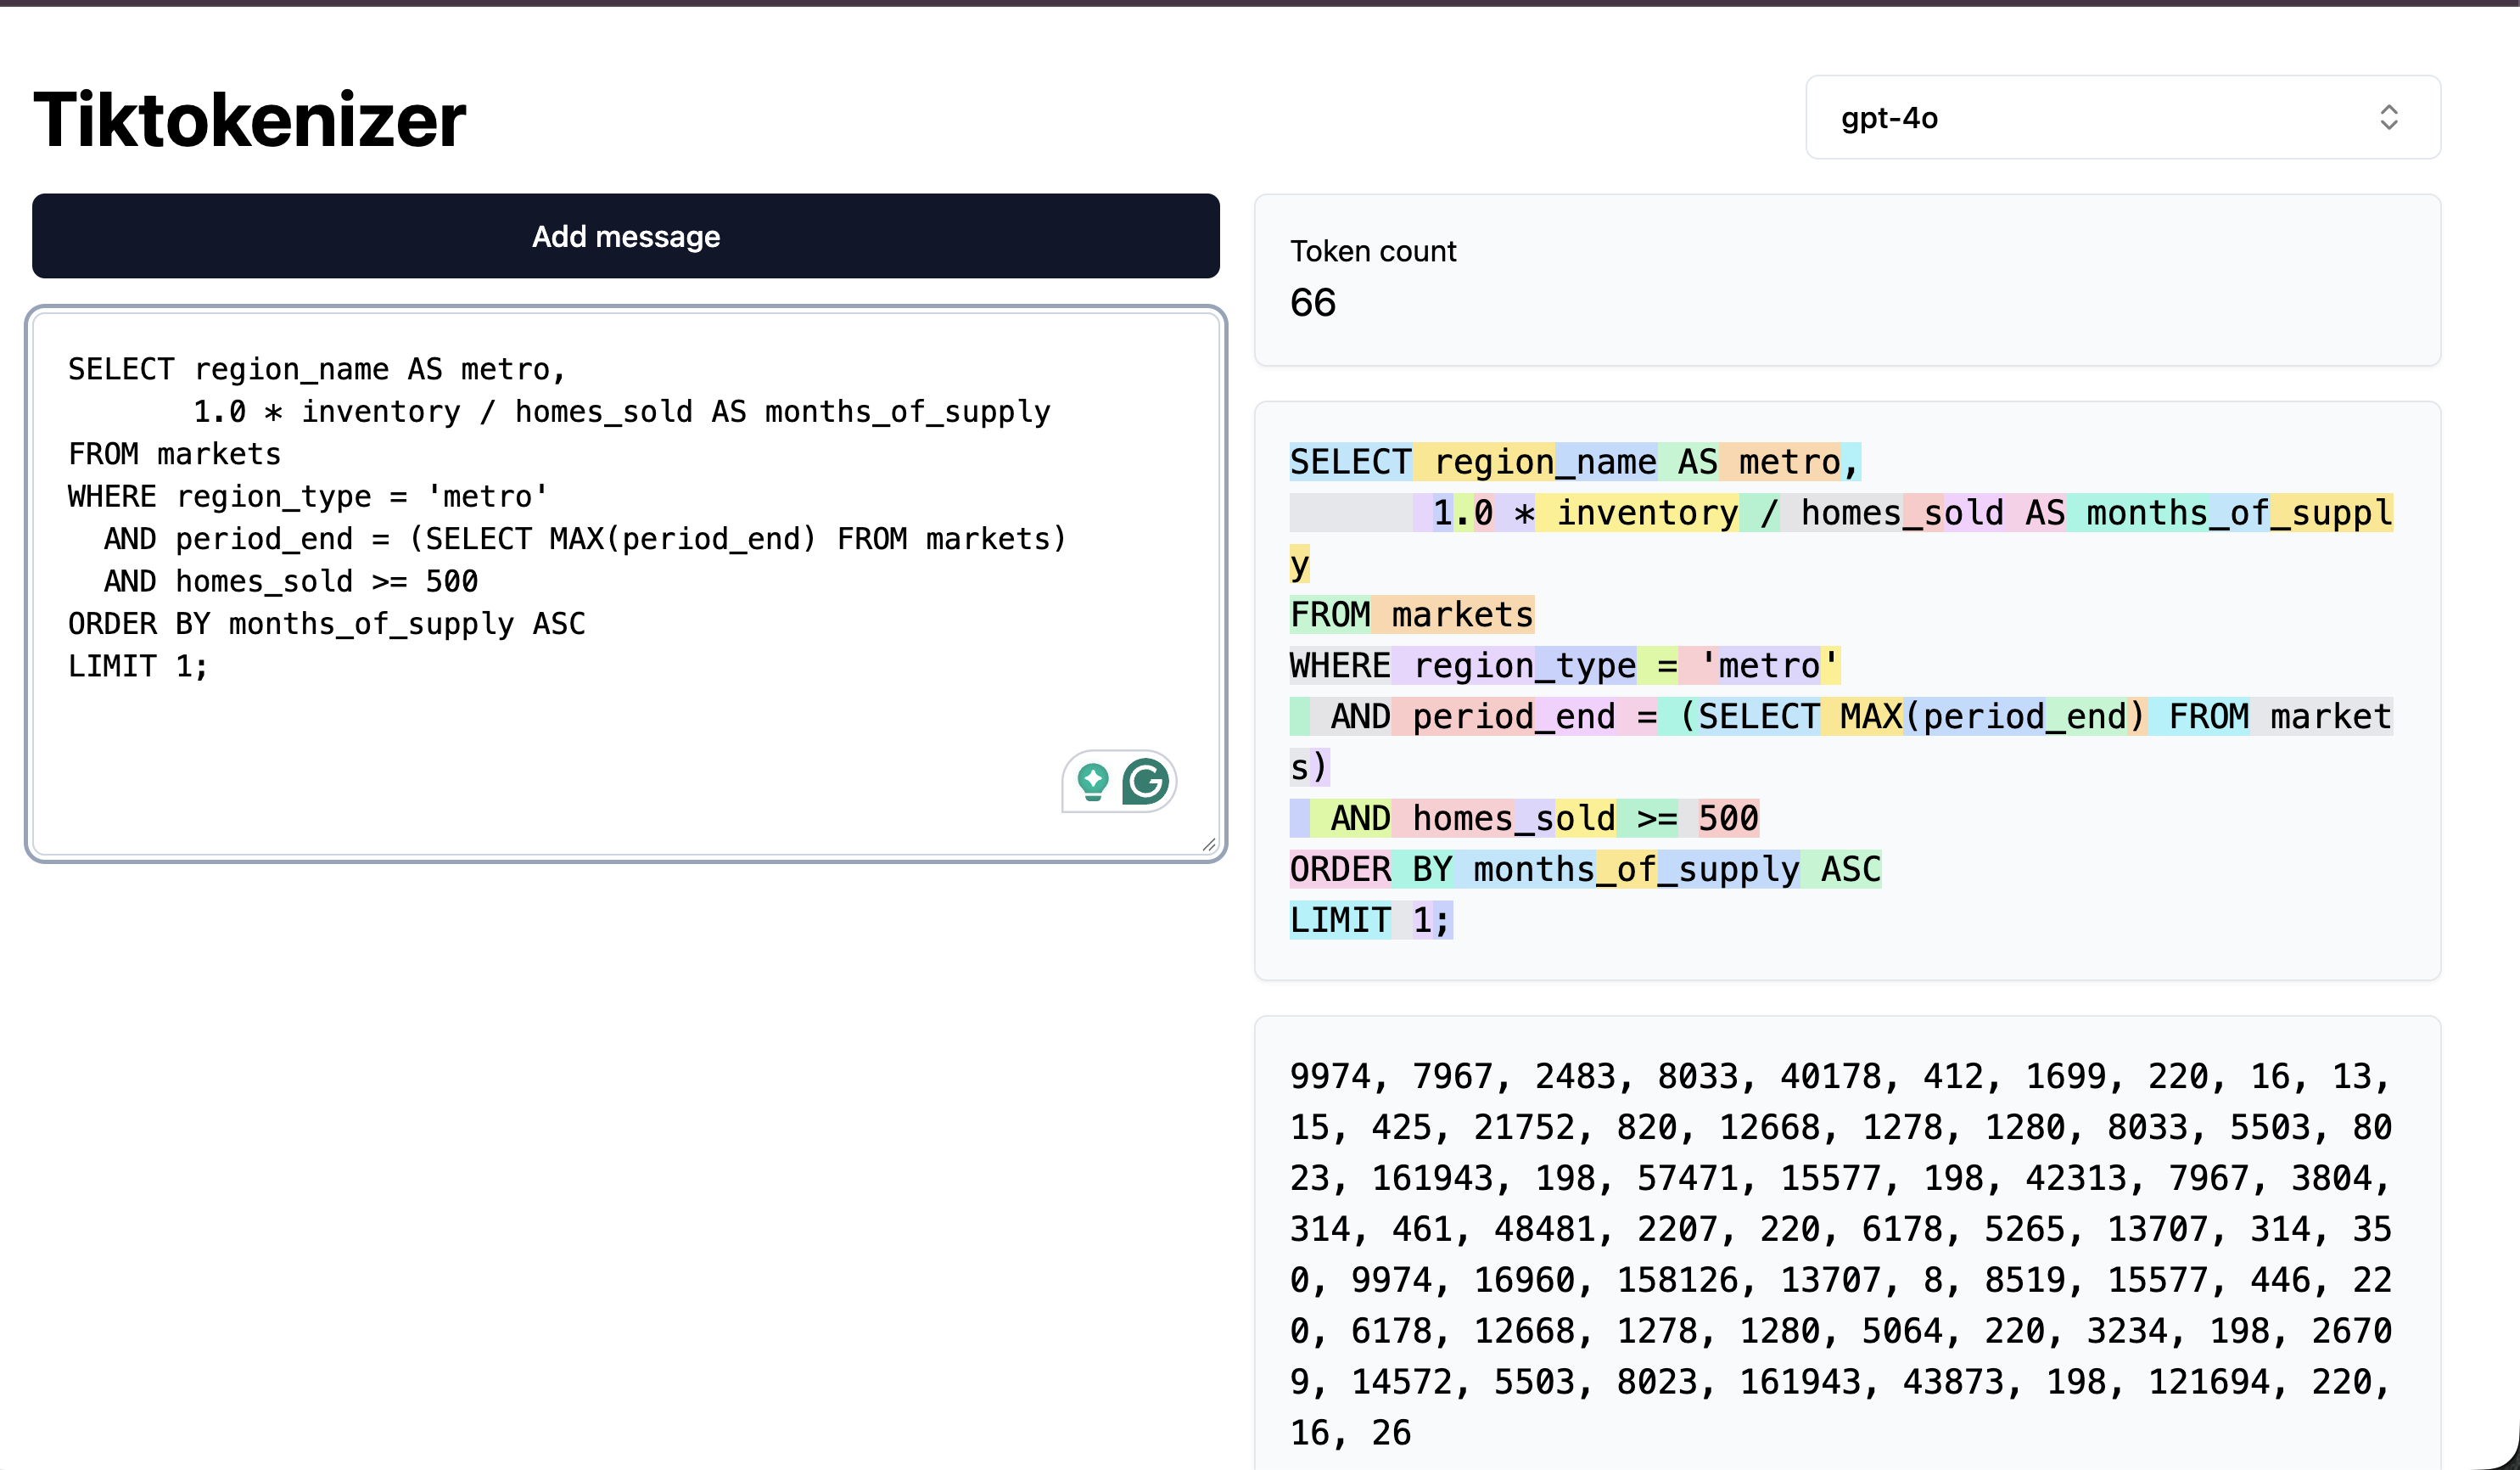 Tiktokenizer
gpt-4o
Add message
Token count
66
SELECT region_name AS metro,
       1.0 * inventory / homes_sold AS months_of_supply
FROM markets
WHERE region_type = 'metro'
  AND period_end = (SELECT MAX(period_end) FROM markets)
  AND homes_sold >= 500
ORDER BY months_of_supply ASC
LIMIT 1;
SELECT region_name AS metro,
       1.0 * inventory / homes_sold AS months_of_suppl
y
FROM markets
WHERE region_type = 'metro'
  AND period_end = (SELECT MAX(period_end) FROM market
s)
  AND homes_sold >= 500
ORDER BY months_of_supply ASC
LIMIT 1;
9974, 7967, 2483, 8033, 40178, 412, 1699, 220, 16, 13,
15, 425, 21752, 820, 12668, 1278, 1280, 8033, 5503, 80
23, 161943, 198, 57471, 15577, 198, 42313, 7967, 3804,
314, 461, 48481, 2207, 220, 6178, 5265, 13707, 314, 35
0, 9974, 16960, 158126, 13707, 8, 8519, 15577, 446, 22
0, 6178, 12668, 1278, 1280, 5064, 220, 3234, 198, 2670
9, 14572, 5503, 8023, 161943, 43873, 198, 121694, 220,
16, 26